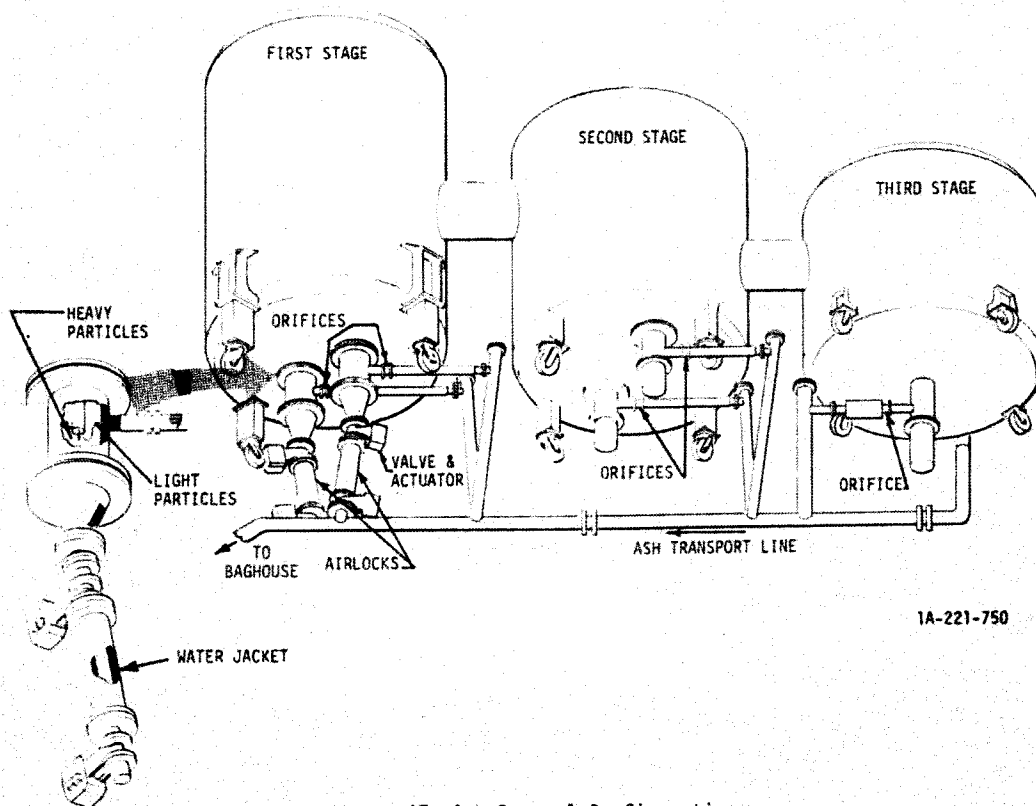 FIRST STAGE
SECOND STAGE
THIRD STAGE
HEAVY
PARTICLES
ORIFICES
LIGHT
PARTICLES
VALVE &
ACTUATOR
ORIFICES
ORIFICE
TO
BAGHOUSE
AIRLOCKS
ASH TRANSPORT LINE
1A-221-750
WATER JACKET